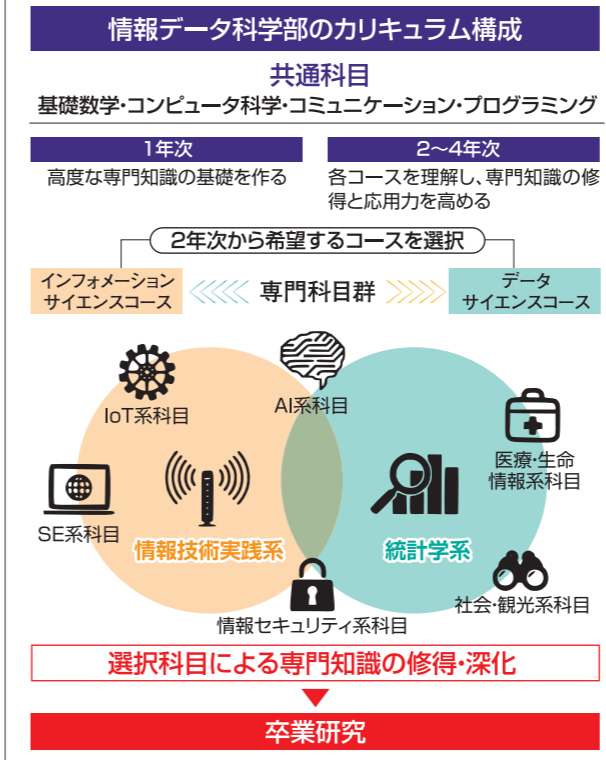 情報データ科学部のカリキュラム構成
共通科目
基礎数学・コンピュータ科学・コミュニケーション・プログラミング
1年次
高度な専門知識の基礎を作る
2〜4年次
各コースを理解し、専門知識の修
得と応用力を高める
2年次から希望するコースを選択
インフォメーション
サイエンスコース
専門科目群
データ
サイエンスコース
IoT系科目
AI系科目
医療・生命
情報系科目
SE系科目
情報技術実践系
統計学系
社会・観光系科目
情報セキュリティ系科目
選択科目による専門知識の修得・深化
卒業研究